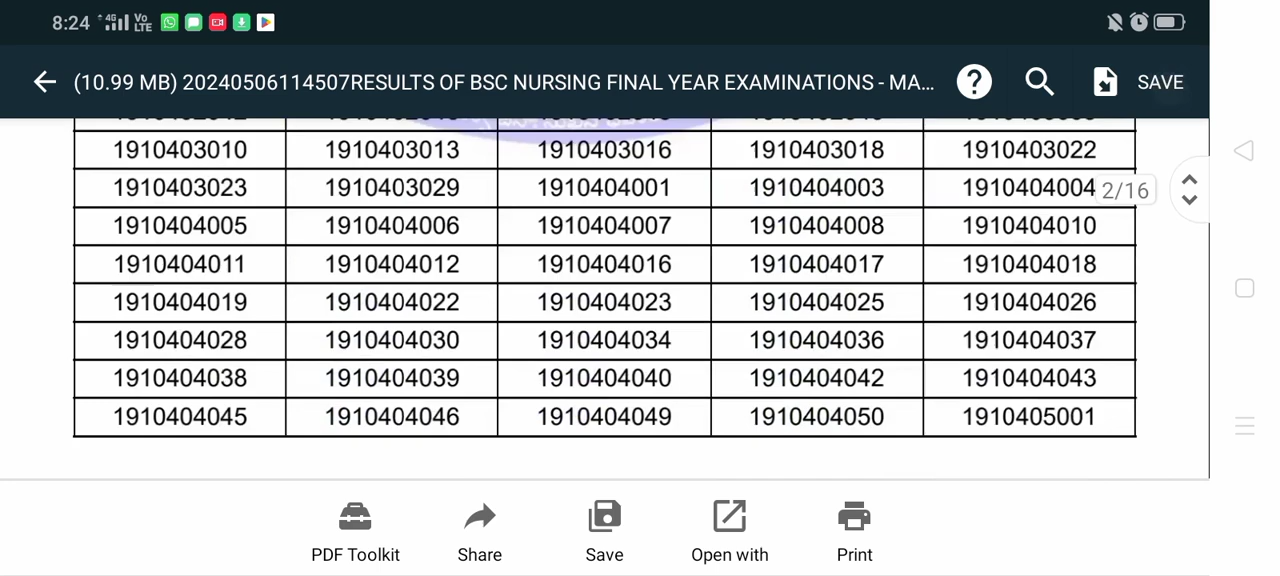 8:24 4G Vo LTE
(10.99 MB) 20240506114507RESULTS OF BSC NURSING FINAL YEAR EXAMINATIONS - MA... ? SAVE
1910403010 1910403013 1910403016 1910403018 1910403022
1910403023 1910403029 1910404001 1910404003 1910404004 2/16
1910404005 1910404006 1910404007 1910404008 1910404010
1910404011 1910404012 1910404016 1910404017 1910404018
1910404019 1910404022 1910404023 1910404025 1910404026
1910404028 1910404030 1910404034 1910404036 1910404037
1910404038 1910404039 1910404040 1910404042 1910404043
1910404045 1910404046 1910404049 1910404050 1910405001
PDF Toolkit Share Save Open with Print